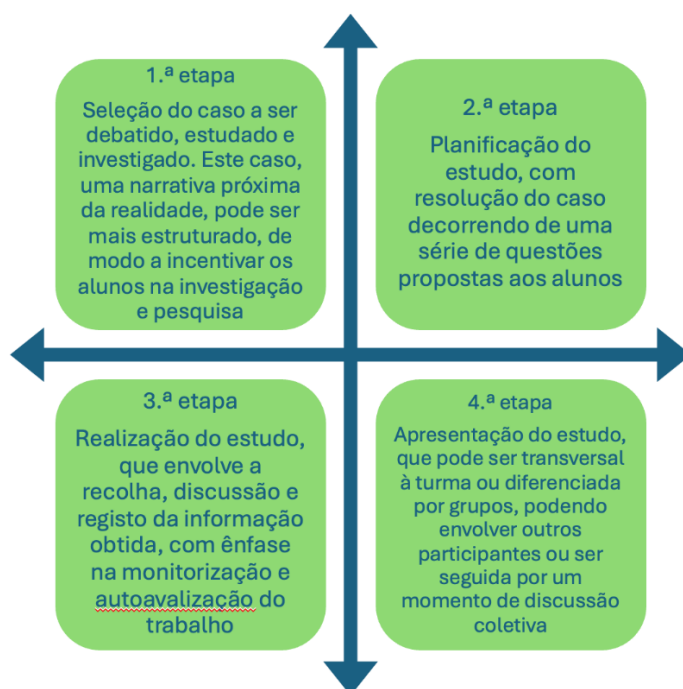 1.ª etapa
Seleção do caso a ser
debatido, estudado e
investigado. Este caso,
uma narrativa próxima
da realidade, pode ser
mais estruturado, de
modo a incentivar os
alunos na investigação
e pesquisa
2.ª etapa
Planificação do
estudo, com
resolução do caso
decorrendo de uma
série de questões
propostas aos alunos
3.ª etapa
Realização do estudo,
que envolve a
recolha, discussão e
registo da informação
obtida, com ênfase
na monitorização e
autoavalização do
trabalho
4.ª etapa
Apresentação do estudo,
que pode ser transversal
à turma ou diferenciada
por grupos, podendo
envolver outros
participantes ou ser
seguida por um
momento de discussão
coletiva